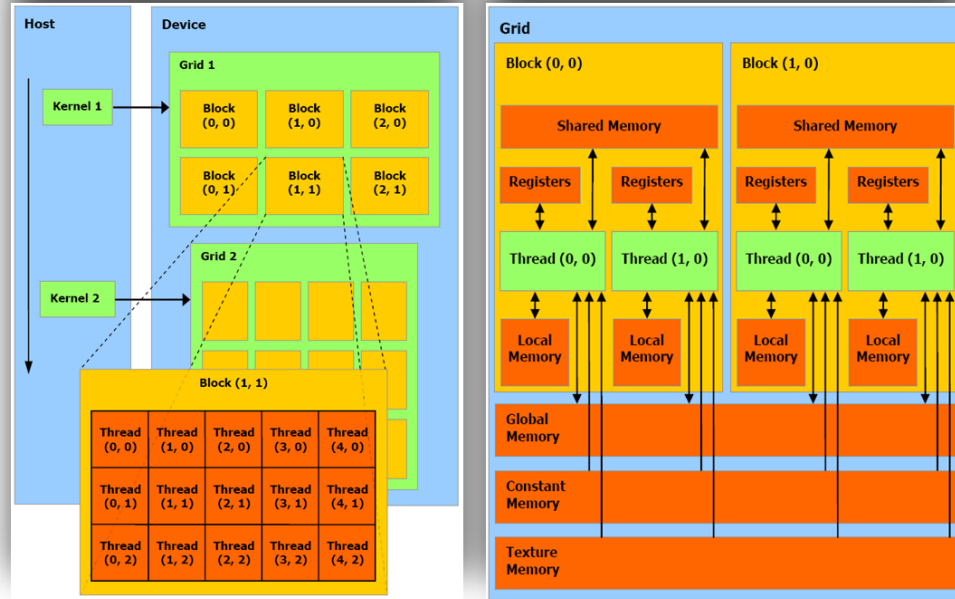 Host
Device
Grid 1
Kernel 1
Block
(0, 0)
Block
(1, 0)
Block
(2, 0)
Block
(0, 1)
Block
(1, 1)
Block
(2, 1)
Grid 2
Kernel 2
Block (1, 1)
Thread
(0, 0)
Thread
(1, 0)
Thread
(2, 0)
Thread
(3, 0)
Thread
(4, 0)
Thread
(0, 1)
Thread
(1, 1)
Thread
(2, 1)
Thread
(3, 1)
Thread
(4, 1)
Thread
(0, 2)
Thread
(1, 2)
Thread
(2, 2)
Thread
(3, 2)
Thread
(4, 2)
Grid
Block (0, 0)
Shared Memory
Registers
Registers
Thread (0, 0)
Thread (1, 0)
Local
Memory
Local
Memory
Block (1, 0)
Shared Memory
Registers
Registers
Thread (0, 0)
Thread (1, 0)
Local
Memory
Local
Memory
Global
Memory
Constant
Memory
Texture
Memory